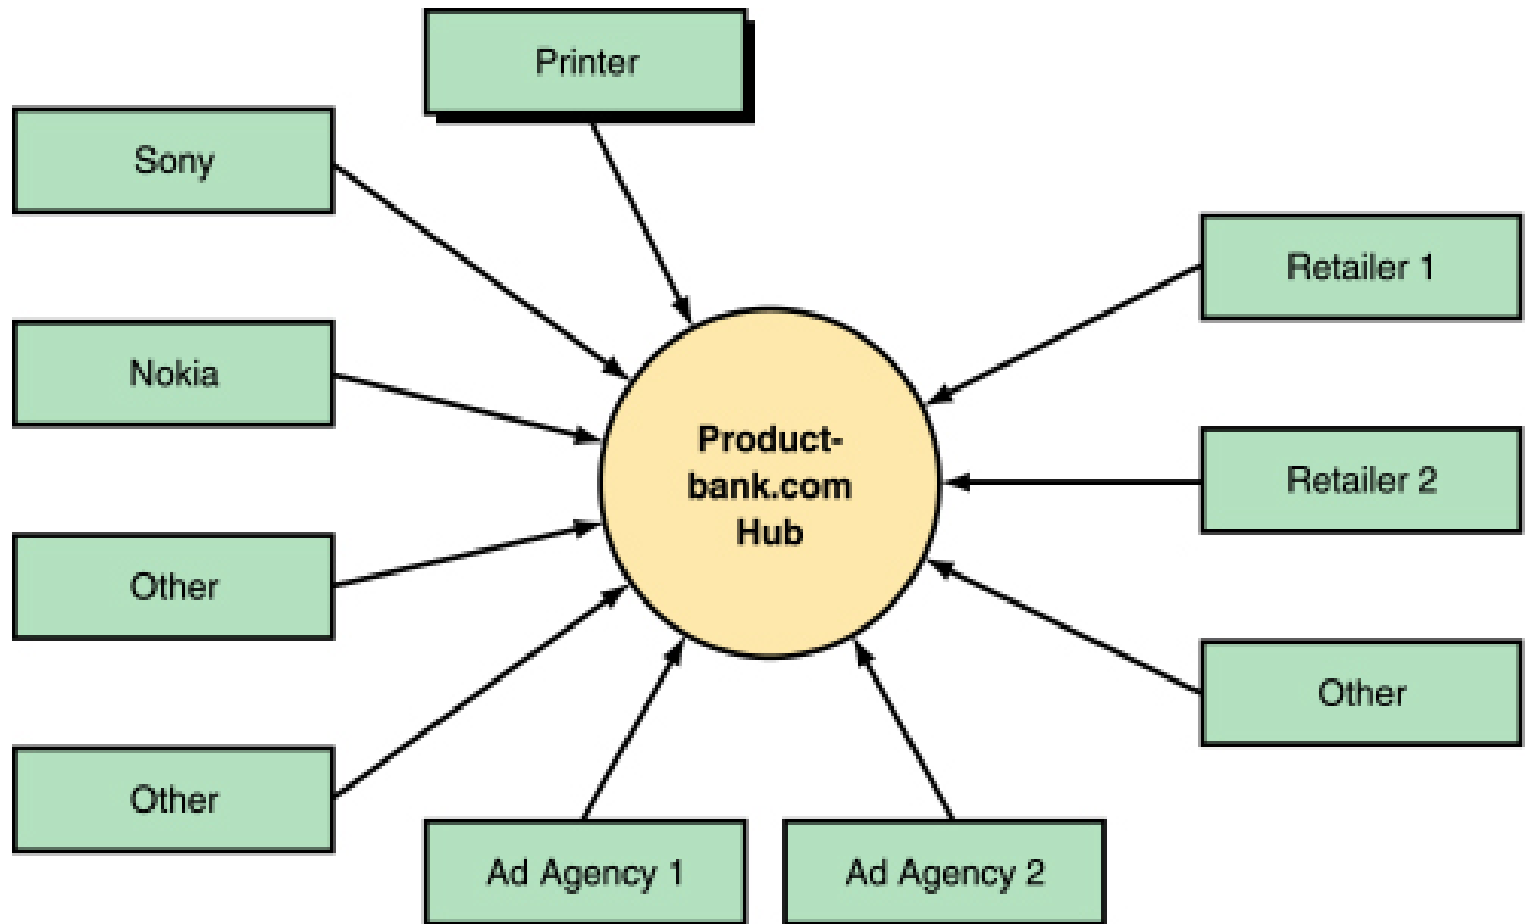 Printer
Sony
Retailer 1
Nokia
Product-
bank.com
Hub
Retailer 2
Other
Other
Other
Ad Agency 1
Ad Agency 2